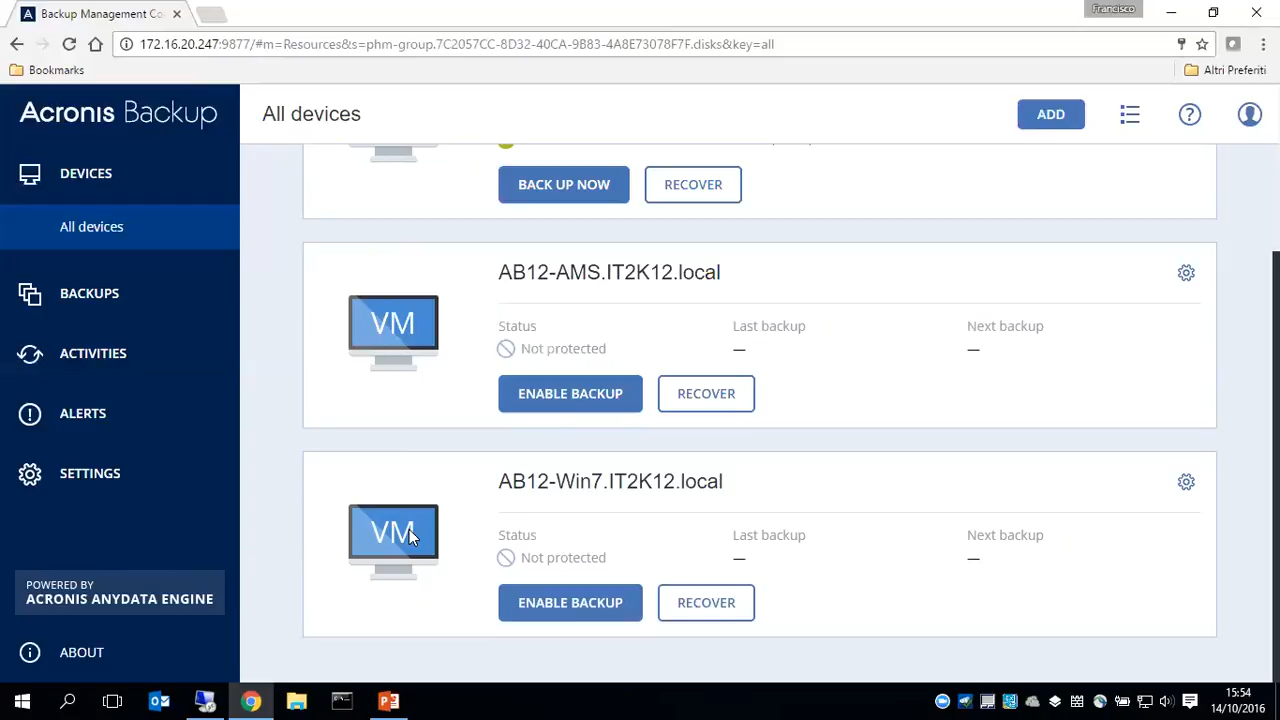 Backup Management Co
Francisco
172.16.20.247:9877/#m=Resources&s=phm-group.7C2057CC-8D32-40CA-9B83-4A8E73078F7F.disks&key=all
Bookmarks
Altri Preferiti
Acronis Backup
All devices
ADD
DEVICES
All devices
BACKUPS
ACTIVITIES
ALERTS
SETTINGS
POWERED BY
ACRONIS ANYDATA ENGINE
ABOUT
BACK UP NOW
RECOVER
AB12-AMS.IT2K12.local
Status
Last backup
Next backup
Not protected
—
—
ENABLE BACKUP
RECOVER
VM
AB12-Win7.IT2K12.local
Status
Last backup
Next backup
Not protected
—
—
ENABLE BACKUP
RECOVER
VM
15:54
14/10/2016